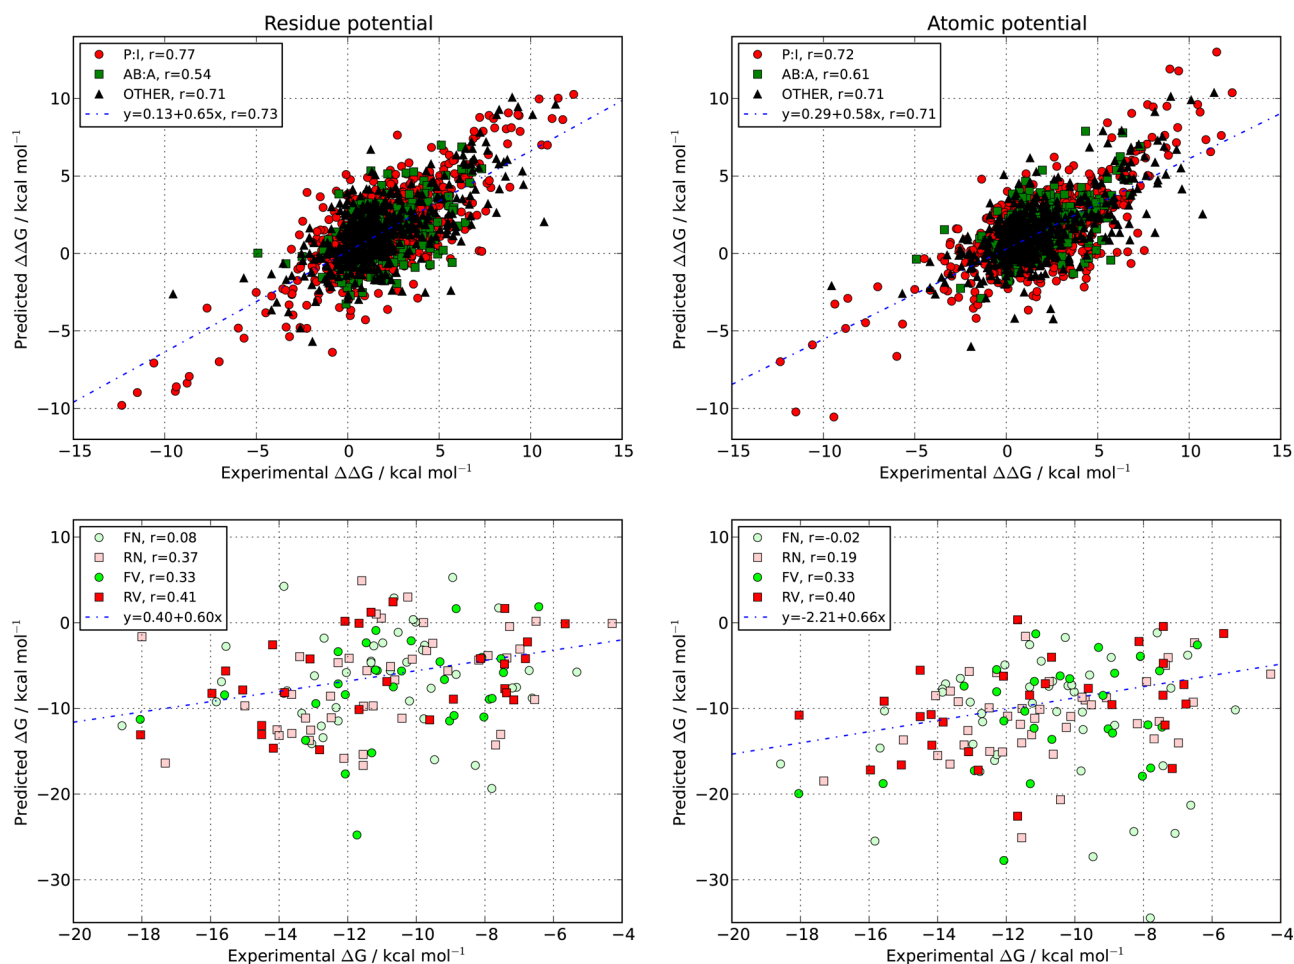 Residue potential
P:I, r=0.77
AB:A, r=0.54
OTHER, r=0.71
y=0.13+0.65x, r=0.73
10
5
0
−5
−10
Predicted ΔΔG / kcal mol⁻¹
−15 −10 −5 0 5 10 15
Experimental ΔΔG / kcal mol⁻¹
Atomic potential
P:I, r=0.72
AB:A, r=0.61
OTHER, r=0.71
y=0.29+0.58x, r=0.71
10
5
0
−5
−10
Predicted ΔΔG / kcal mol⁻¹
−15 −10 −5 0 5 10 15
Experimental ΔΔG / kcal mol⁻¹
FN, r=0.08
RN, r=0.37
FV, r=0.33
RV, r=0.41
y=0.40+0.60x
10
0
−10
−20
−30
Predicted ΔG / kcal mol⁻¹
−20 −18 −16 −14 −12 −10 −8 −6 −4
Experimental ΔG / kcal mol⁻¹
FN, r=-0.02
RN, r=0.19
FV, r=0.33
RV, r=0.40
y=-2.21+0.66x
10
0
−10
−20
−30
Predicted ΔG / kcal mol⁻¹
−20 −18 −16 −14 −12 −10 −8 −6 −4
Experimental ΔG / kcal mol⁻¹